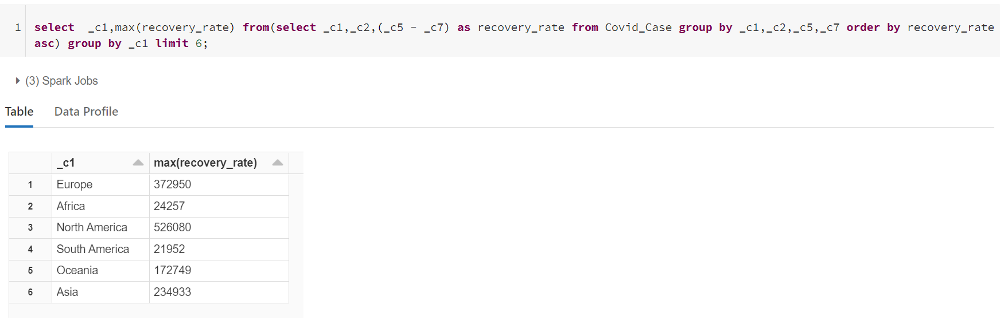 1 select _c1,max(recovery_rate) from(select _c1,_c2,(_c5 - _c7) as recovery_rate from Covid_Case group by _c1,_c2,_c5,_c7 order by recovery_rate
asc) group by _c1 limit 6;
(3) Spark Jobs
Table Data Profile
_c1 max(recovery_rate)
1 Europe 372950
2 Africa 24257
3 North America 526080
4 South America 21952
5 Oceania 172749
6 Asia 234933